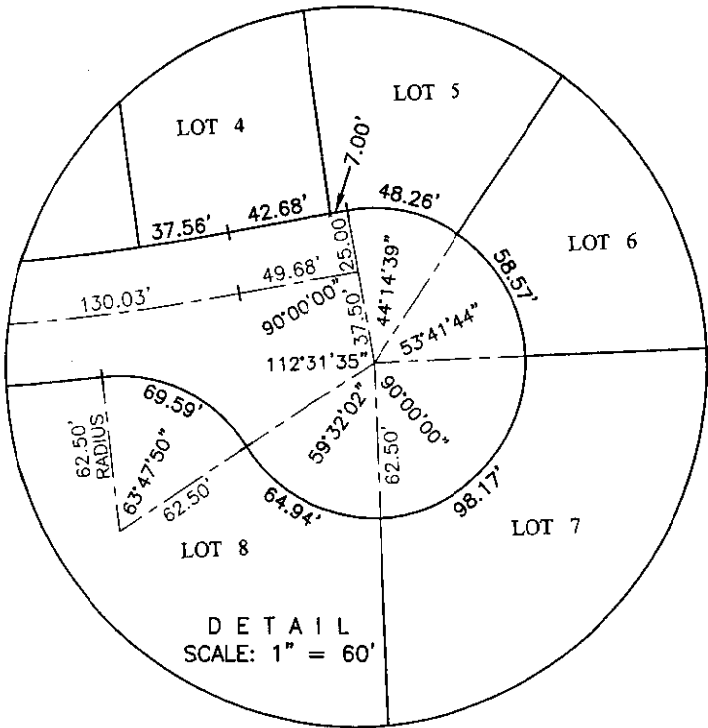 LOT 5
LOT 4
7.00'
48.26'
42.68'
37.56'
LOT 6
25.00
58.57'
49.68'
44°14'39"
130.03'
90°00'00"
37.50'
53°41'44"
112°31'35"
69.59'
62.50'
RADIUS
59°32'02"
90°00'00"
62.50'
63°47'50"
62.50'
64.94'
98.17'
LOT 7
LOT 8
DETAIL
SCALE: 1" = 60'